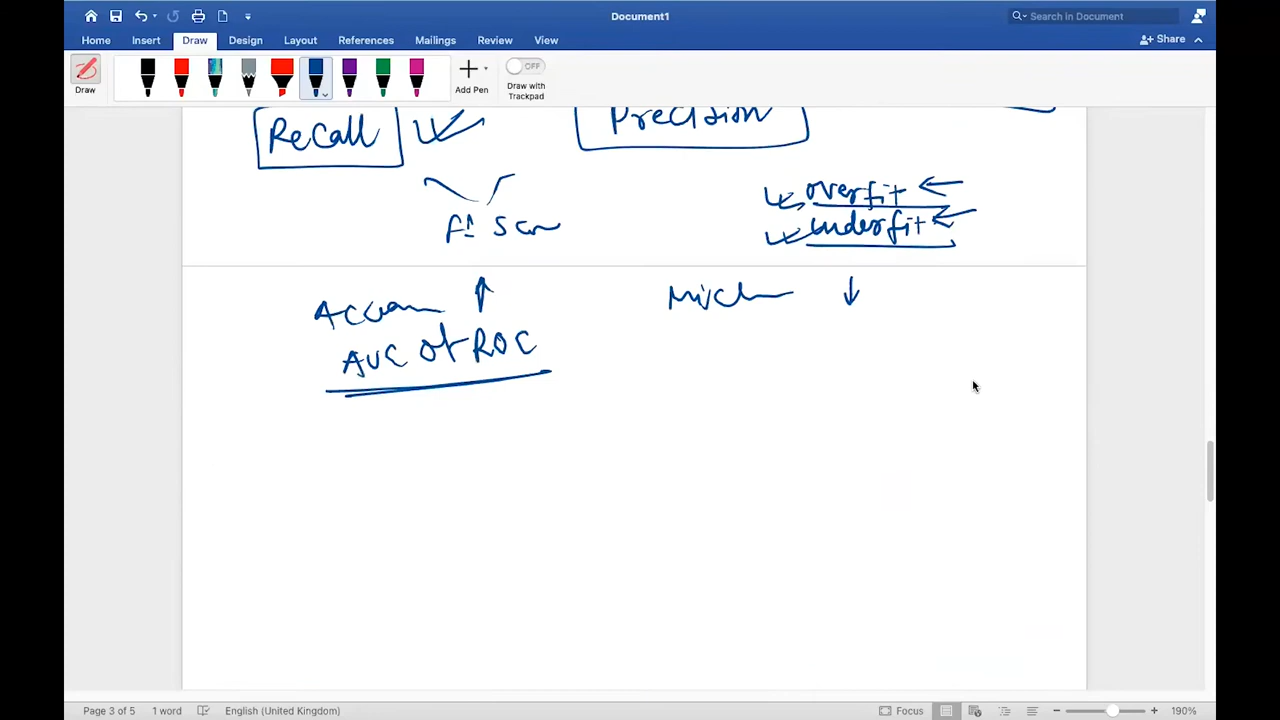 Document1
Search in Document
Home Insert Draw Design Layout References Mailings Review View
Share
Draw
Add Pen
OFF
Draw with
Trackpad
Recall Precision
overfit
F1
underfit
AUC of ROC
Page 3 of 5 1 word English (United Kingdom) Focus 190%